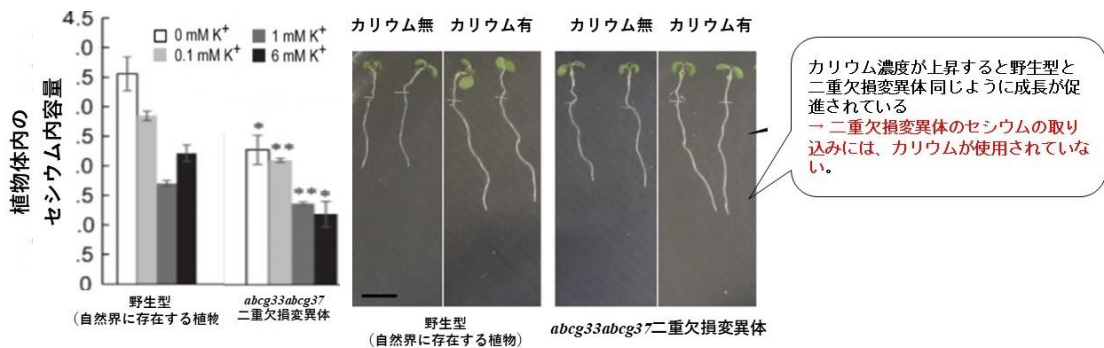 4.5
.0
.5
.0
.5
.0
.5
.0
.5
0
植物体内の
セシウム内容量
0 mM K+
1 mM K+
0.1 mM K+
6 mM K+
*
**
**
*
野生型
(自然界に存在する植物
abcg33abcg37
二重欠損変異体
カリウム無
カリウム有
カリウム無
カリウム有
野生型
(自然界に存在する植物)
abcg33abcg37二重欠損変異体
カリウム濃度が上昇すると野生型と
二重欠損変異体同じように成長が促
進されている
→ 二重欠損変異体のセシウムの取り
込みには、カリウムが使用されていな
い。